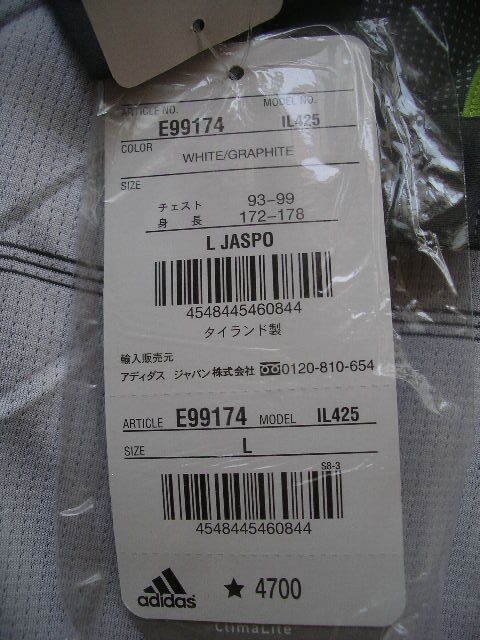 ARTICLE NO. MODEL NO.
E99174 IL425
COLOR
WHITE/GRAPHITE
SIZE
チェスト 93-99
身長 172-178
L JASPO
4548445460844
タイランド製
輸入販売元
アディダス ジャパン株式会社 0120-810-654
ARTICLE E99174 MODEL IL425
SIZE L
S8-3
4548445460844
adidas ★ 4700
ClimaLite